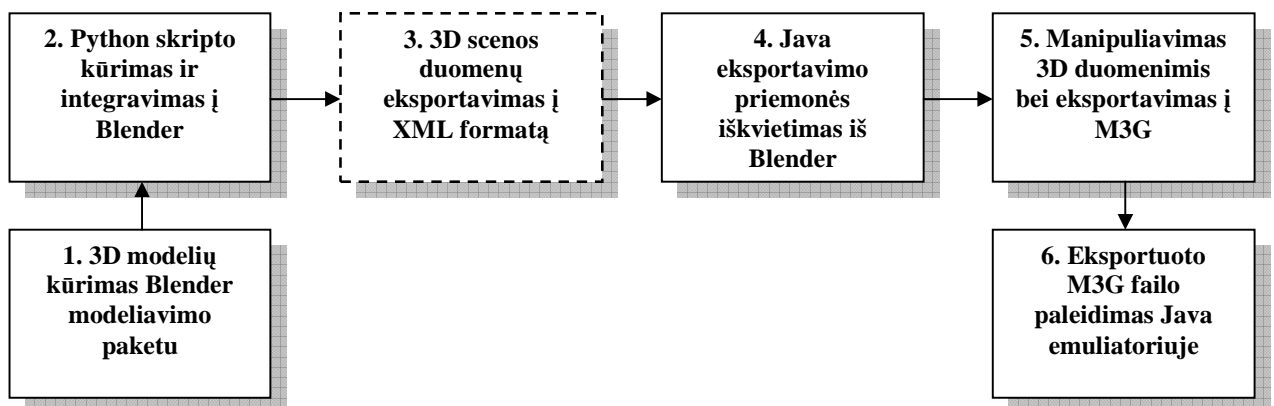 2. Python skripto
kūrimas ir
integravimas į
Blender
3. 3D scenos
duomenų
eksportavimas į
XML formatą
4. Java
eksportavimo
priemonės
iškvietimas iš
Blender
5. Manipuliavimas
3D duomenimis
bei eksportavimas į
M3G
1. 3D modelių
kūrimas Blender
modeliavimo
paketu
6. Eksportuoto
M3G failo
paleidimas Java
emuliatoriuje